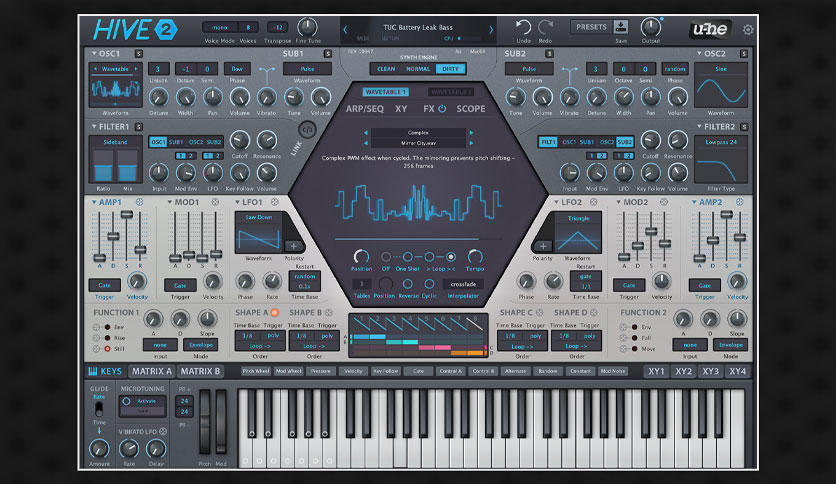 HIVE 2
mono 8 -12
Voice Mode Voices Transpose Fine Tune
TUC Battery Leak Bass
MIDI CPU
Undo Redo
PRESETS
Save Output
u-he
OSC1 S
Wavetable
Waveform
3 -1 0 flow
Unison Octave Semi Phase
Detune Width Pan Volume Vibrato
SUB1 S
Pulse
Waveform
Tune Volume
SYNTH ENGINE
CLEAN NORMAL DIRTY
SUB2 S
Pulse
Waveform
Tune Volume
3 0 0 random
Unison Octave Semi Phase
Vibrato Detune Width Pan Volume
OSC2 S
Sine
Waveform
FILTER1 S
Sideband
Ratio Mix
OSC1 SUB1 OSC2 SUB2
1 2 1 2
Cutoff Resonance
Input Mod Env LFO Key Follow Volume
LINK
WAVETABLE 1 WAVETABLE 2
ARP/SEQ XY FX SCOPE
Complex
Mirror City.wav
Complex PWM effect when cycled. The mirroring prevents pitch shifting -
256 frames
Position Off One Shot > Loop > < Tempo
1 crossfade
Tables Position Reverse Cyclic Interpolator
FILT1 OSC1 SUB1 OSC2 SUB2
1 2 1 2
Cutoff Resonance
Input Mod Env LFO Key Follow Volume
FILTER2 S
Lowpass 24
Filter Type
AMP1
A D S R
Gate
Trigger Velocity
MOD1
A D S R
Gate
Trigger Velocity
LFO1
Saw Down
Waveform Polarity
Restart
random
0.1s
Phase Rate Time Base
LFO2
Triangle
Polarity Waveform
Restart
gate
1/1
Phase Rate Time Base
MOD2
A D S R
Gate
Trigger Velocity
AMP2
A D S R
Gate
Trigger Velocity
FUNCTION 1
Env
Rise
Still
A D Slope
none Envelope
Input Mode
SHAPE A
Time Base Trigger
1/8 poly
Loop ->
Order
SHAPE B
Time Base Trigger
1/8 poly
Loop ->
Order
1 2 3 4 5 6 7 8
A
B
C
D
SHAPE C
Time Base Trigger
1/8 poly
Loop ->
Order
SHAPE D
Time Base Trigger
1/8 poly
Loop ->
Order
FUNCTION 2
Env
Fall
Move
A D Slope
none Envelope
Input Mode
KEYS MATRIX A MATRIX B
Pitch Wheel Mod Wheel Pressure Velocity Key Follow Gate Control A Control B Alternate Random Constant Mod Noise
XY1 XY2 XY3 XY4
GLIDE
Rate
Time
Amount
MICROTUNING
Activate
VIBRATO LFO
Rate Delay
PB +
24
24
PB -
Pitch Mod